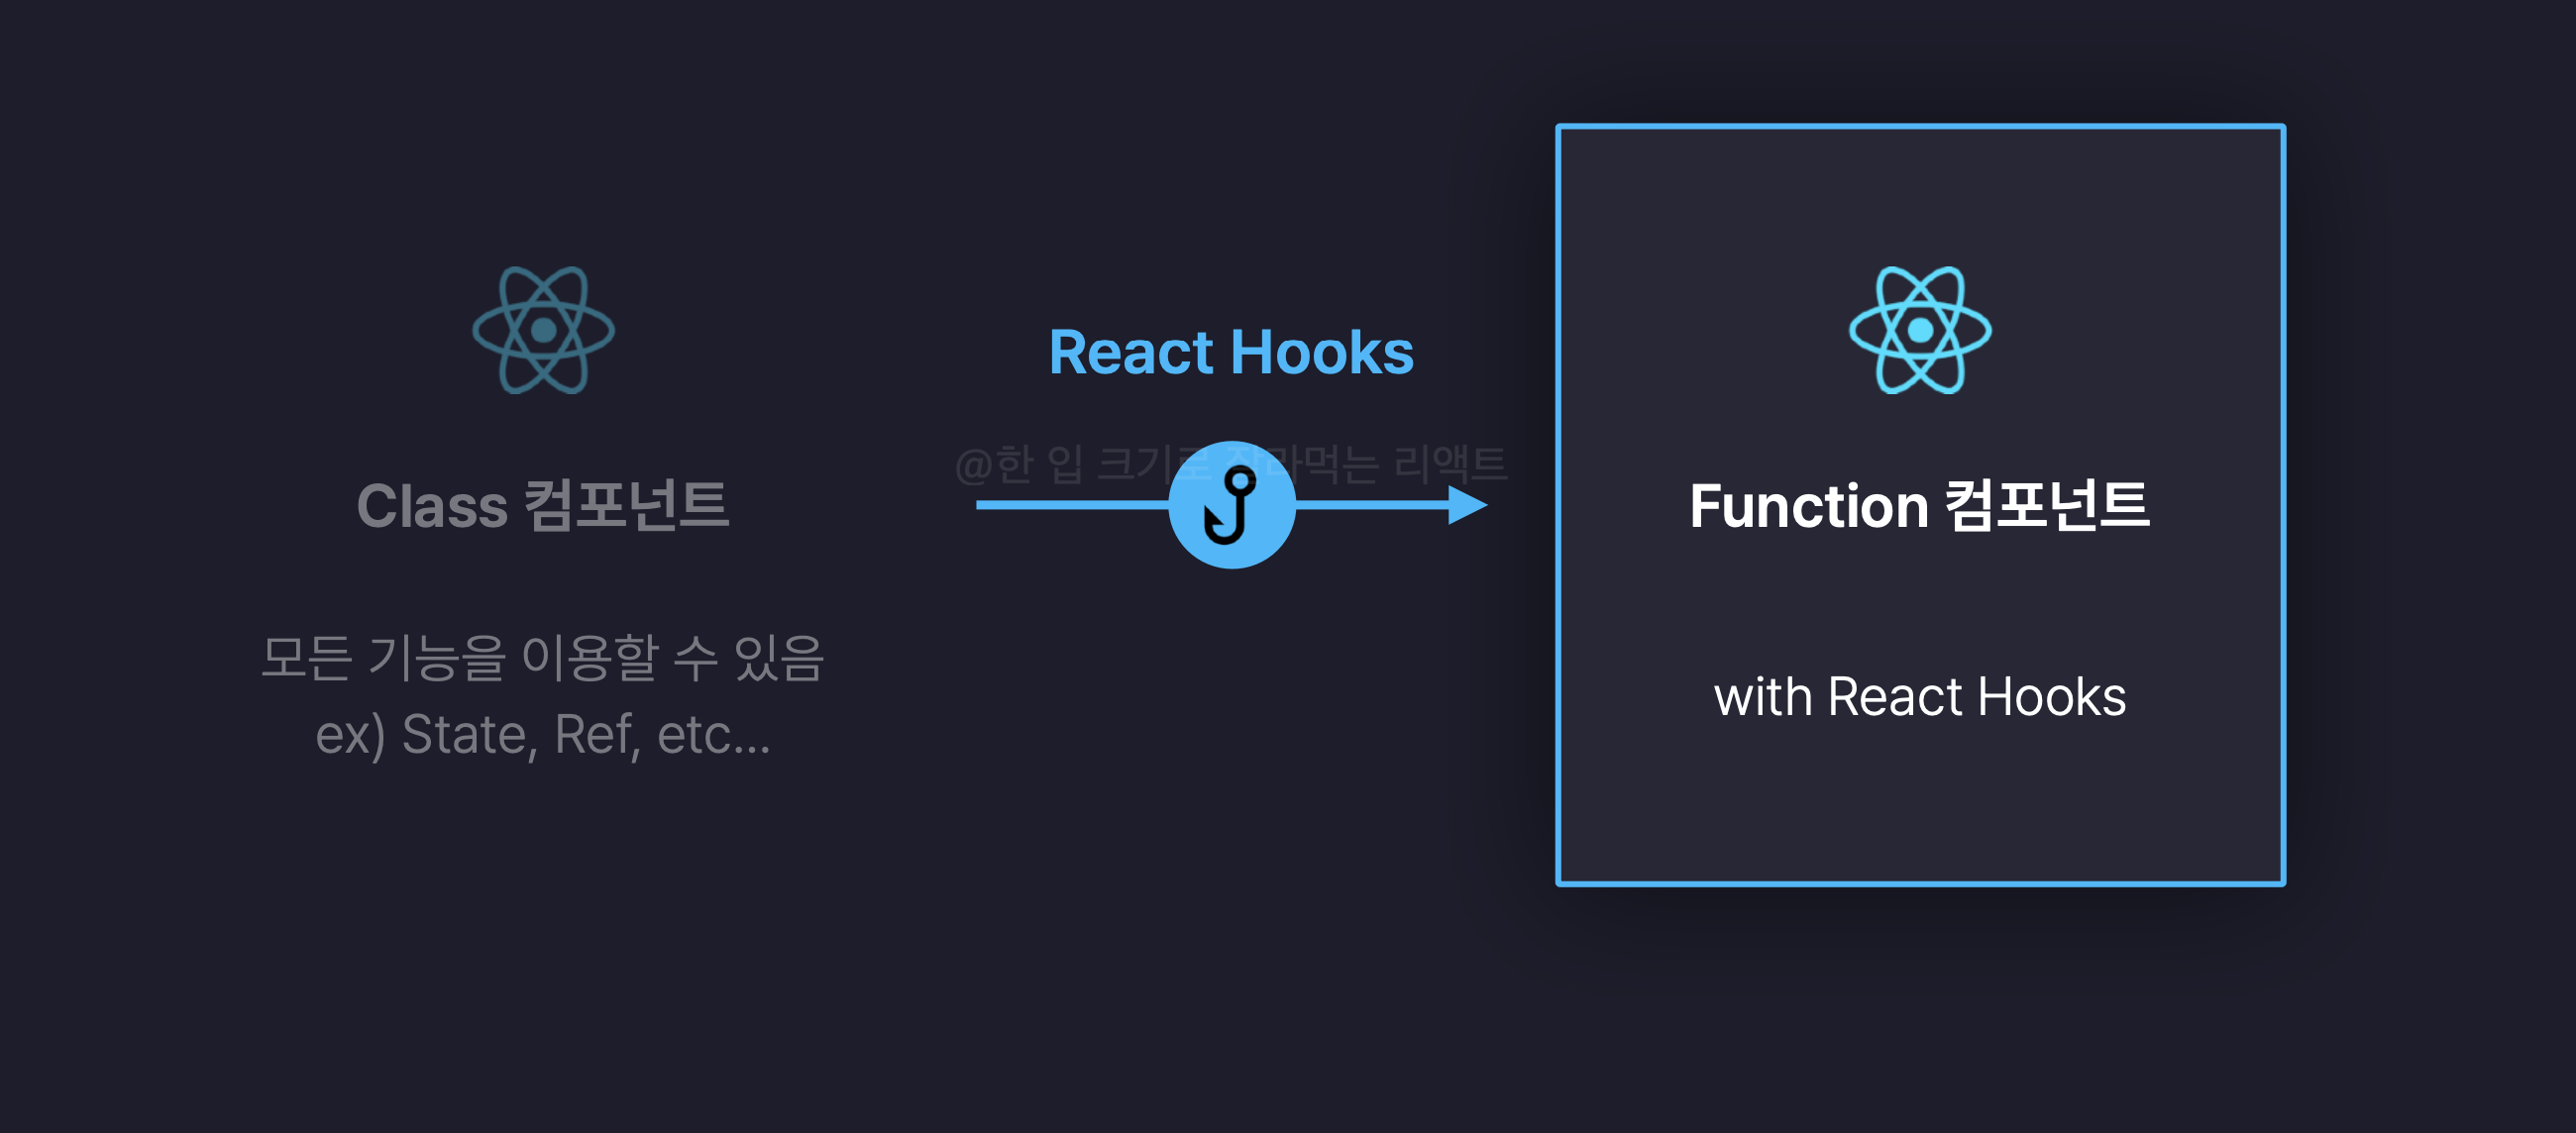 Class 컴포넌트
모든 기능을 이용할 수 있음
ex) State, Ref, etc...
React Hooks
@한 입 크기로 잘라먹는 리액트
Function 컴포넌트
with React Hooks